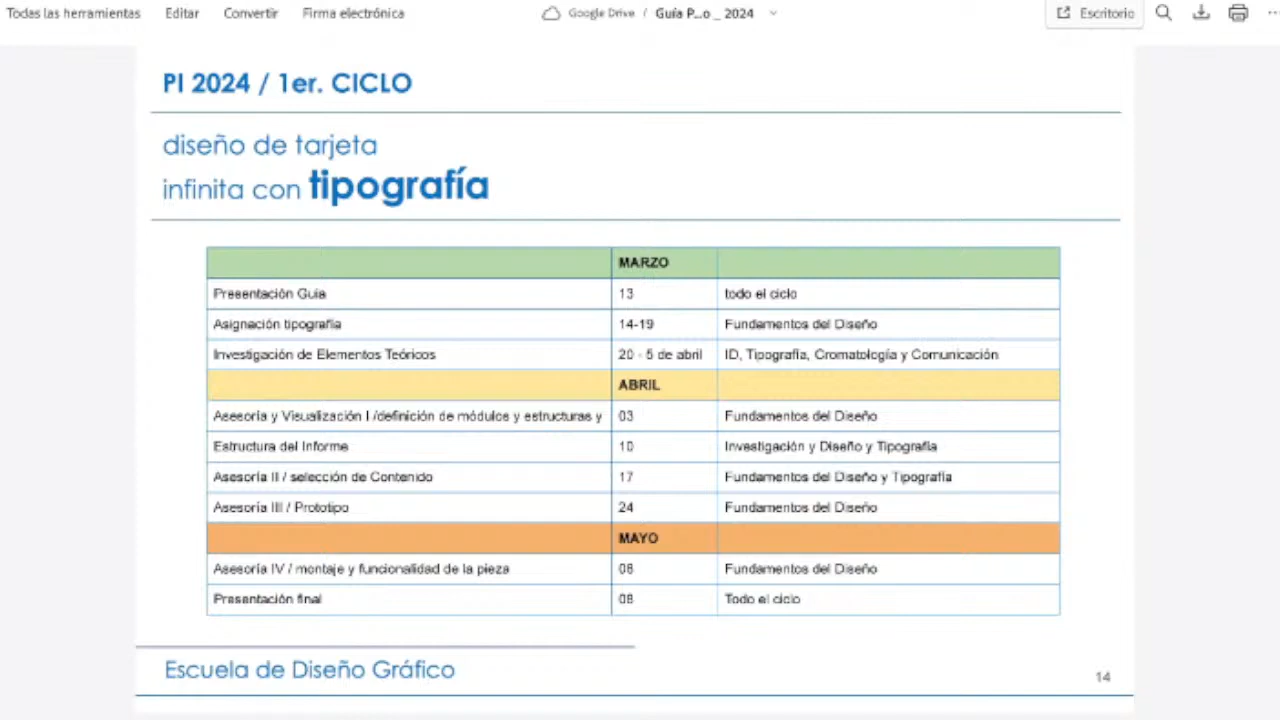 Todas las herramientas Editar Convertir Firma electrónica Google Drive / Guía P...o _ 2024 Escritorio
PI 2024 / 1er. CICLO
diseño de tarjeta
infinita con tipografía
MARZO
Presentación Guía 13 todo el ciclo
Asignación tipografía 14-19 Fundamentos del Diseño
Investigación de Elementos Teóricos 20 - 5 de abril ID, Tipografía, Cromatología y Comunicación
ABRIL
Asesoría y Visualización I /definición de módulos y estructuras y 03 Fundamentos del Diseño
Estructura del Informe 10 Investigación y Diseño y Tipografía
Asesoría II / selección de Contenido 17 Fundamentos del Diseño y Tipografía
Asesoría III / Prototipo 24 Fundamentos del Diseño
MAYO
Asesoría IV / montaje y funcionalidad de la pieza Fundamentos del Diseño
Presentación final 08 Todo el ciclo
Escuela de Diseño Gráfico
14